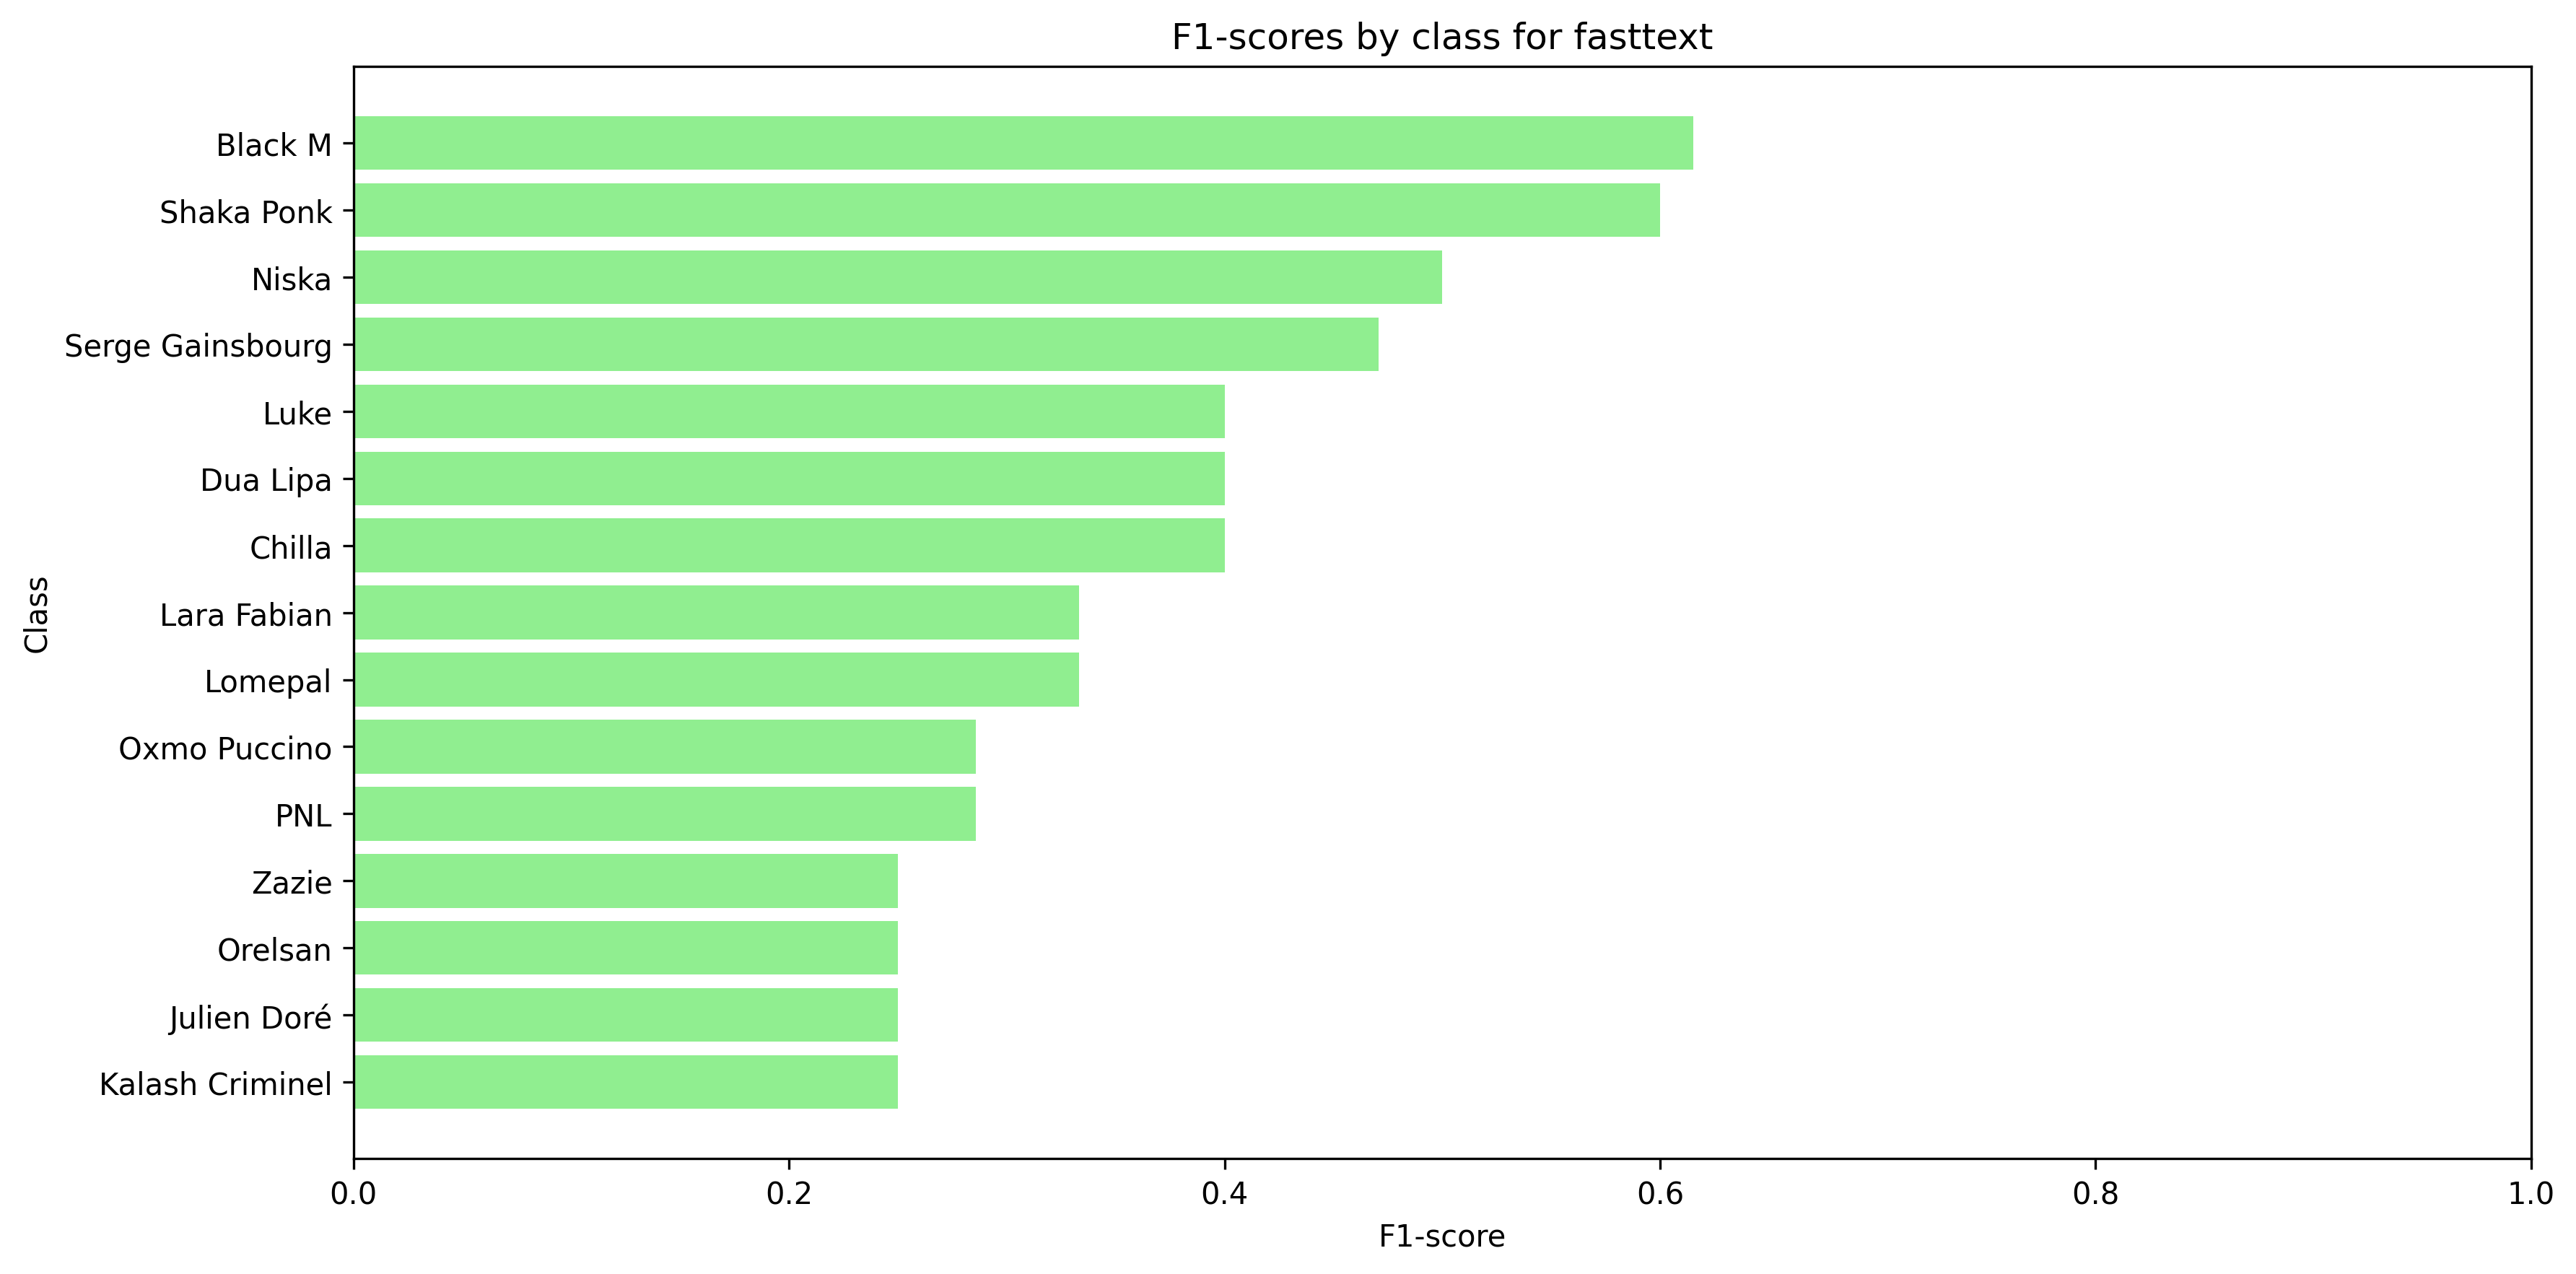 F1-scores by class for fasttext
Black M
Shaka Ponk
Niska
Serge Gainsbourg
Luke
Dua Lipa
Chilla
Lara Fabian
Lomepal
Oxmo Puccino
PNL
Zazie
Orelsan
Julien Doré
Kalash Criminel
Class
0.0 0.2 0.4 0.6 0.8 1.0
F1-score